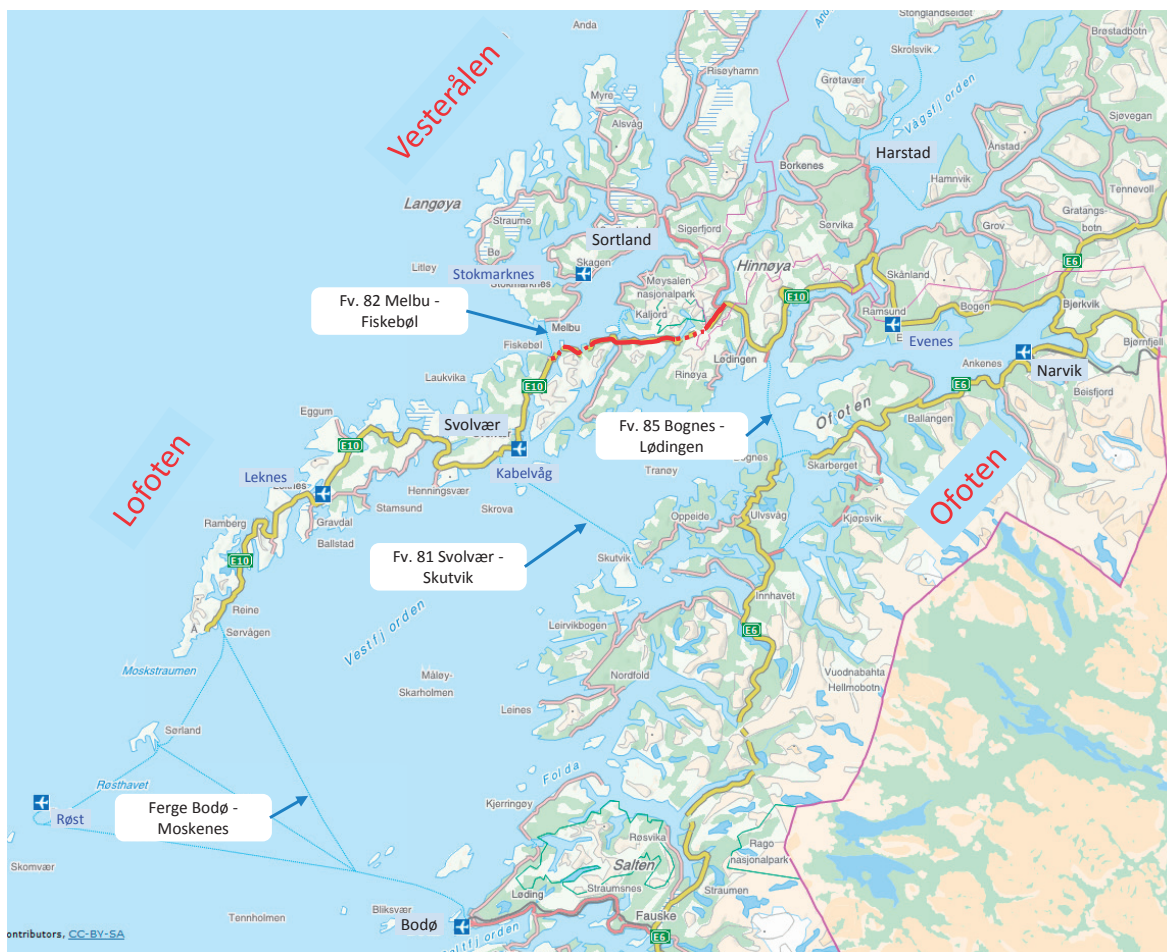 Anda
Stonglandseidet
Brøstadbotn
Skrolsvik
Risøyhamn
Grøtavær
Vesterålen
Myre
Alsvåg
Vågsfjorden
Sjøvegan
Harstad
Ånstad
Borkenes
Hamnvik
Tennevoll
Langøya
Straume
Sigerfjord
Sørvika
Grov
Gratangs-
botn
Sortland
Bø
Skagen
Hinnøya
E6
Litløy
Stokmarknes
Stokmarknes
Møysalen
nasjonalpark
Skånland
E10
Bogen
Bjerkvik
Fv. 82 Melbu -
Fiskebøl
Melbu
Kaljord
Ramsund
Evenes
Bjørnfjell
Fiskebøl
Lødingen
Ankenes
Narvik
Laukvika
E10
Rinøya
E6
Beisfjord
Eggum
Svolvær
Fv. 85 Bognes -
Lødingen
Ofoten
Ballangen
E10
Kabelvåg
Bognes
Skarberget
Leknes
Henningsvær
Tranøy
Lofoten
Stamsund
Skrova
Oppeide
Ulvsvåg
Ofoten
Ramberg
Gravdal
Ballstad
Kjøpsvik
E10
Fv. 81 Svolvær -
Skutvik
Skutvik
Innhavet
Reine
Å
Sørvågen
Leirvikbogen
E6
Vestfjorden
Moskstraumen
Måløy-
Skarholmen
Nordfold
Vuodnabahta
Hellmobotn
Leines
Sørland
Røsthavet
Folda
Ferge Bodø -
Moskenes
Kjerringøy
Røst
Røsvika
Rago
nasjonalpark
Skomvær
Salten
Løding
Straumsnes
Straumen
Bliksvær
Tennholmen
Bodø
Fauske
E6
ontributors, CC-BY-SA